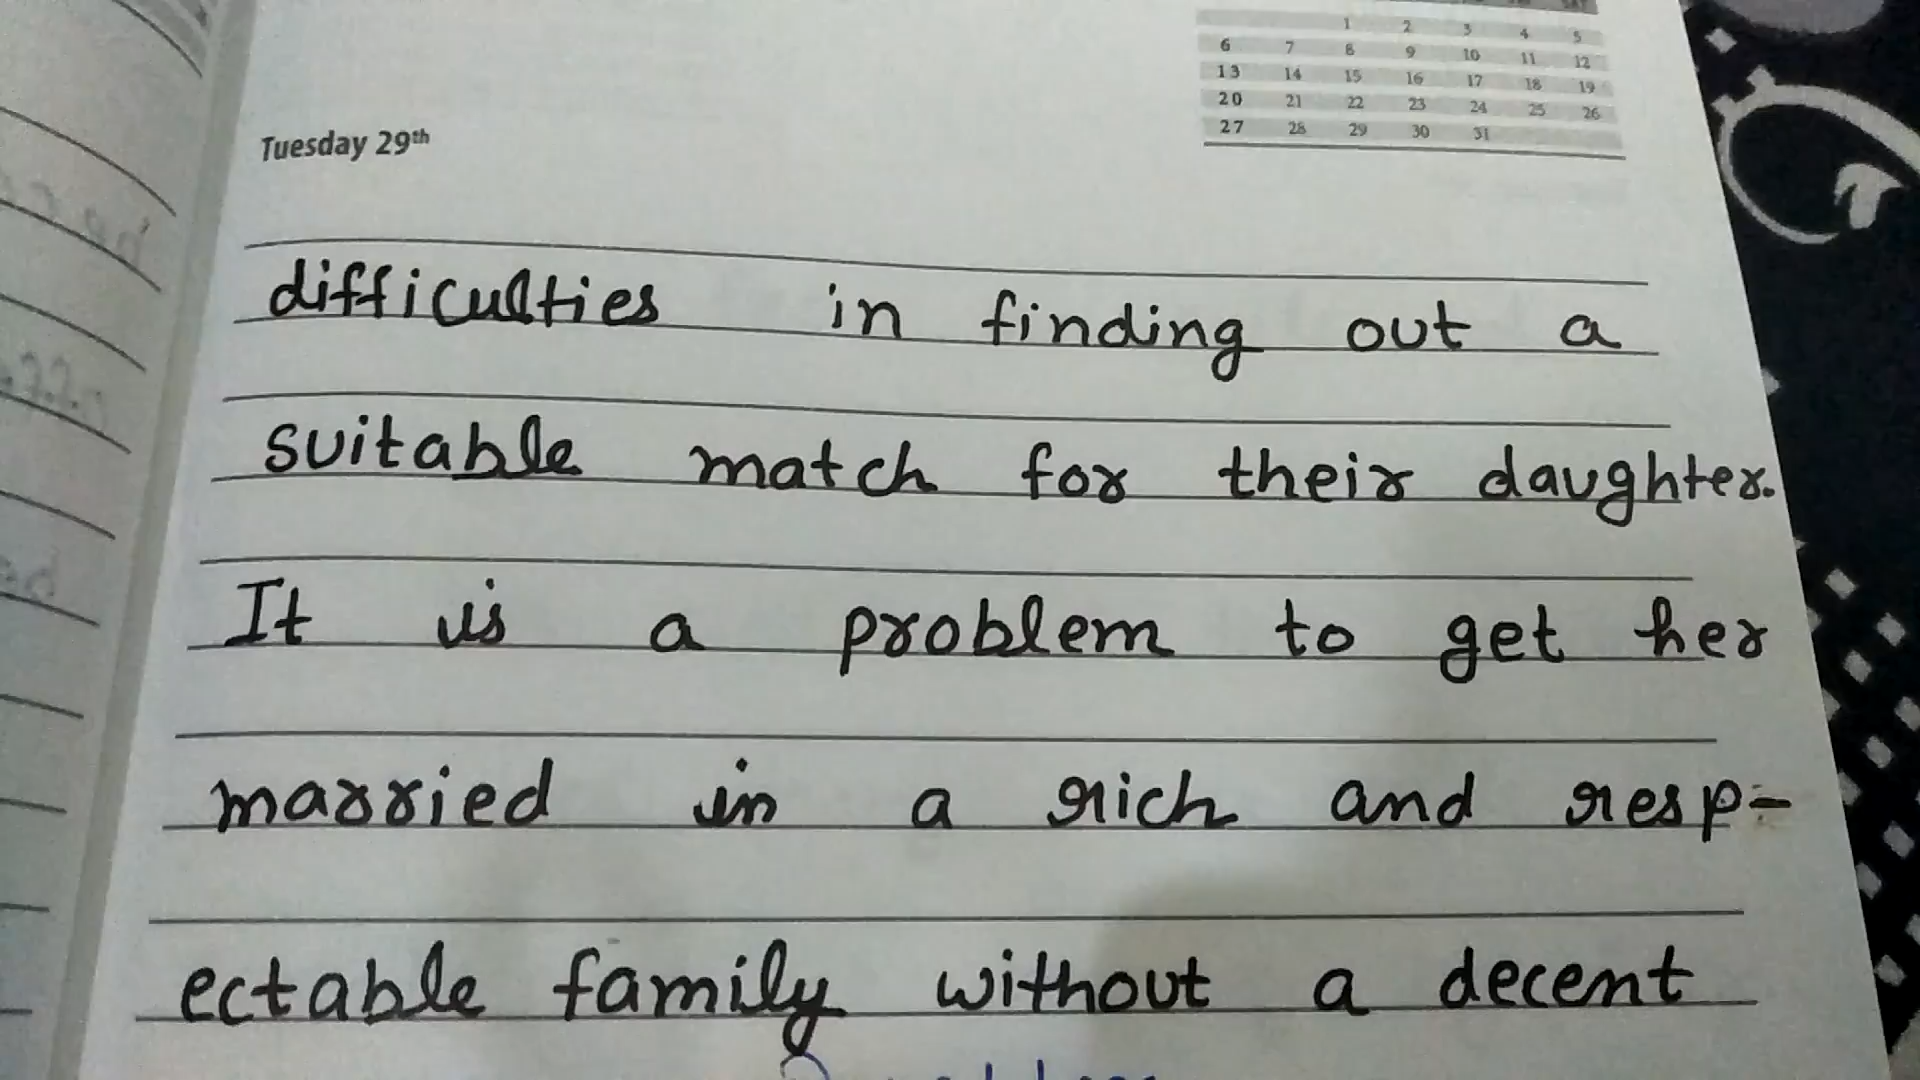 1 2 3 4 5
6 7 8 9 10 11 12
13 14 15 16 17 18 19
20 21 22 23 24 25 26
27 28 29 30 31
Tuesday 29th
difficulties in finding out a
suitable match for their daughter.
It is a problem to get her
married in a rich and resp-
ectable family without a decent